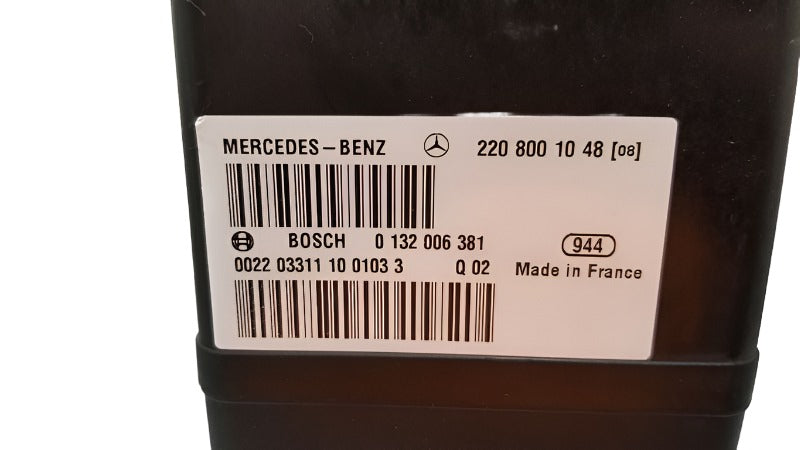 MERCEDES-BENZ 220 800 10 48 [08]
BOSCH 0 132 006 381 944
0022 03311 10 0103 3 Q 02 Made in France